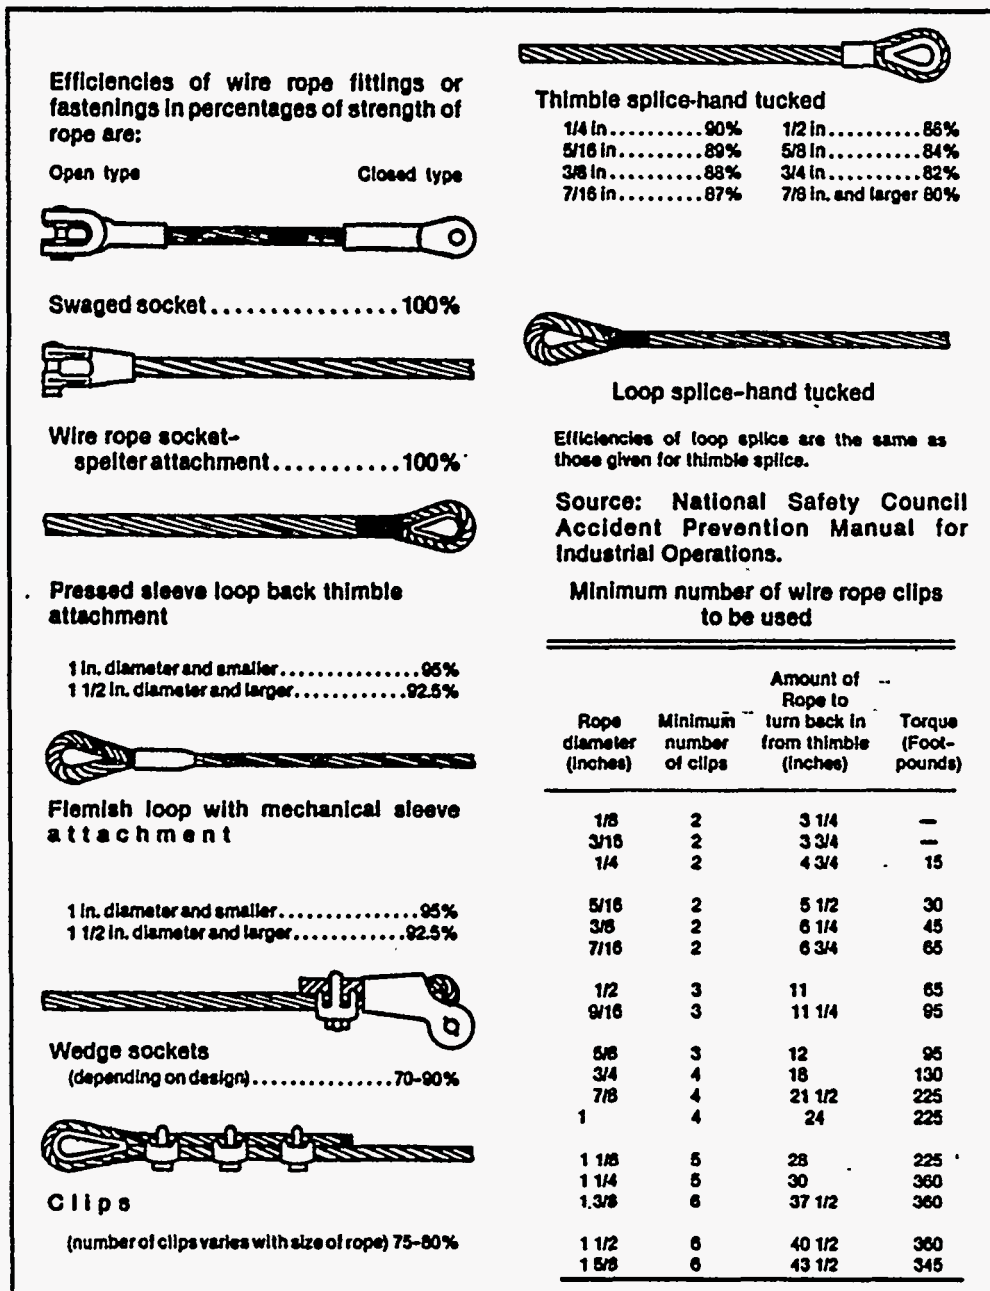 Efficiencies of wire rope fittings or
fastenings in percentages of strength of
rope are:
Open type Closed type
Swaged socket................100%
Wire rope socket-
spelter attachment...........100%
Pressed sleeve loop back thimble
attachment
1 in. diameter and smaller.............95%
1 1/2 in. diameter and larger............92.5%
Flemish loop with mechanical sleeve
attachment
1 in. diameter and smaller.............95%
1 1/2 in. diameter and larger............92.5%
Wedge sockets
(depending on design).............70-90%
Clips
(number of clips varies with size of rope) 75-80%
Thimble splice-hand tucked
1/4 in..........90% 1/2 in..........86%
5/16 in.........89% 5/8 in..........84%
3/8 in..........88% 3/4 in..........82%
7/16 in.........87% 7/8 in. and larger 80%
Loop splice-hand tucked
Efficiencies of loop splice are the same as
those given for thimble splice.
Source: National Safety Council
Accident Prevention Manual for
Industrial Operations.
Minimum number of wire rope clips
to be used
Rope diameter (inches) Minimum number of clips Amount of Rope to turn back in from thimble (inches) Torque (Foot-pounds)
1/8 2 3 1/4 —
3/16 2 3 3/4 —
1/4 2 4 3/4 15
5/16 2 5 1/2 30
3/8 2 6 1/4 45
7/16 2 6 3/4 65
1/2 3 11 65
9/16 3 11 1/4 95
5/8 3 12 95
3/4 4 18 130
7/8 4 21 1/2 225
1 4 24 225
1 1/8 5 28 225
1 1/4 5 30 360
1 3/8 6 37 1/2 360
1 1/2 6 40 1/2 360
1 5/8 6 43 1/2 345